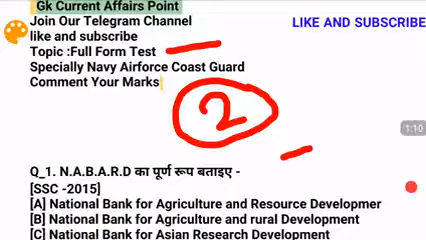 Gk Current Affairs Point
Join Our Telegram Channel
LIKE AND SUBSCRIBE
like and subscribe
Topic :Full Form Test
Specially Navy Airforce Coast Guard
Comment Your Marks
2
1:10
Q_1. N.A.B.A.R.D का पूर्ण रूप बताइए -
[SSC -2015]
[A] National Bank for Agriculture and Resource Developmer
[B] National Bank for Agriculture and rural Development
[C] National Bank for Asian Research Development